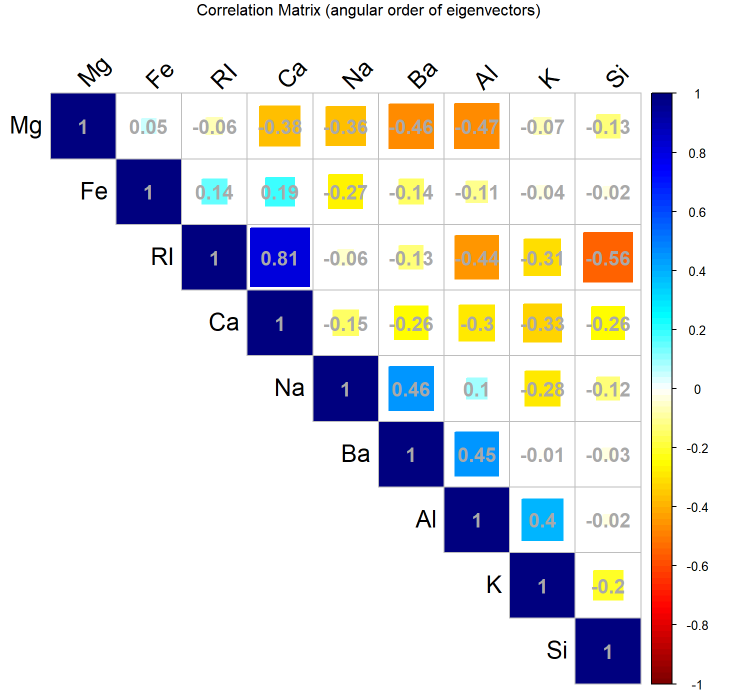 Correlation Matrix (angular order of eigenvectors)
Mg Fe RI Ca Na Ba Al K Si
Mg 1 0.05 -0.06 -0.38 -0.36 -0.46 -0.47 -0.07 -0.13
Fe 1 0.14 0.19 -0.27 -0.14 -0.11 -0.04 -0.02
RI 1 0.81 -0.06 -0.13 -0.44 -0.31 -0.56
Ca 1 -0.15 -0.26 -0.3 -0.33 -0.26
Na 1 0.46 0.1 -0.28 -0.12
Ba 1 0.45 -0.01 -0.03
Al 1 0.4 -0.02
K 1 -0.2
Si 1
1
0.8
0.6
0.4
0.2
0
-0.2
-0.4
-0.6
-0.8
-1